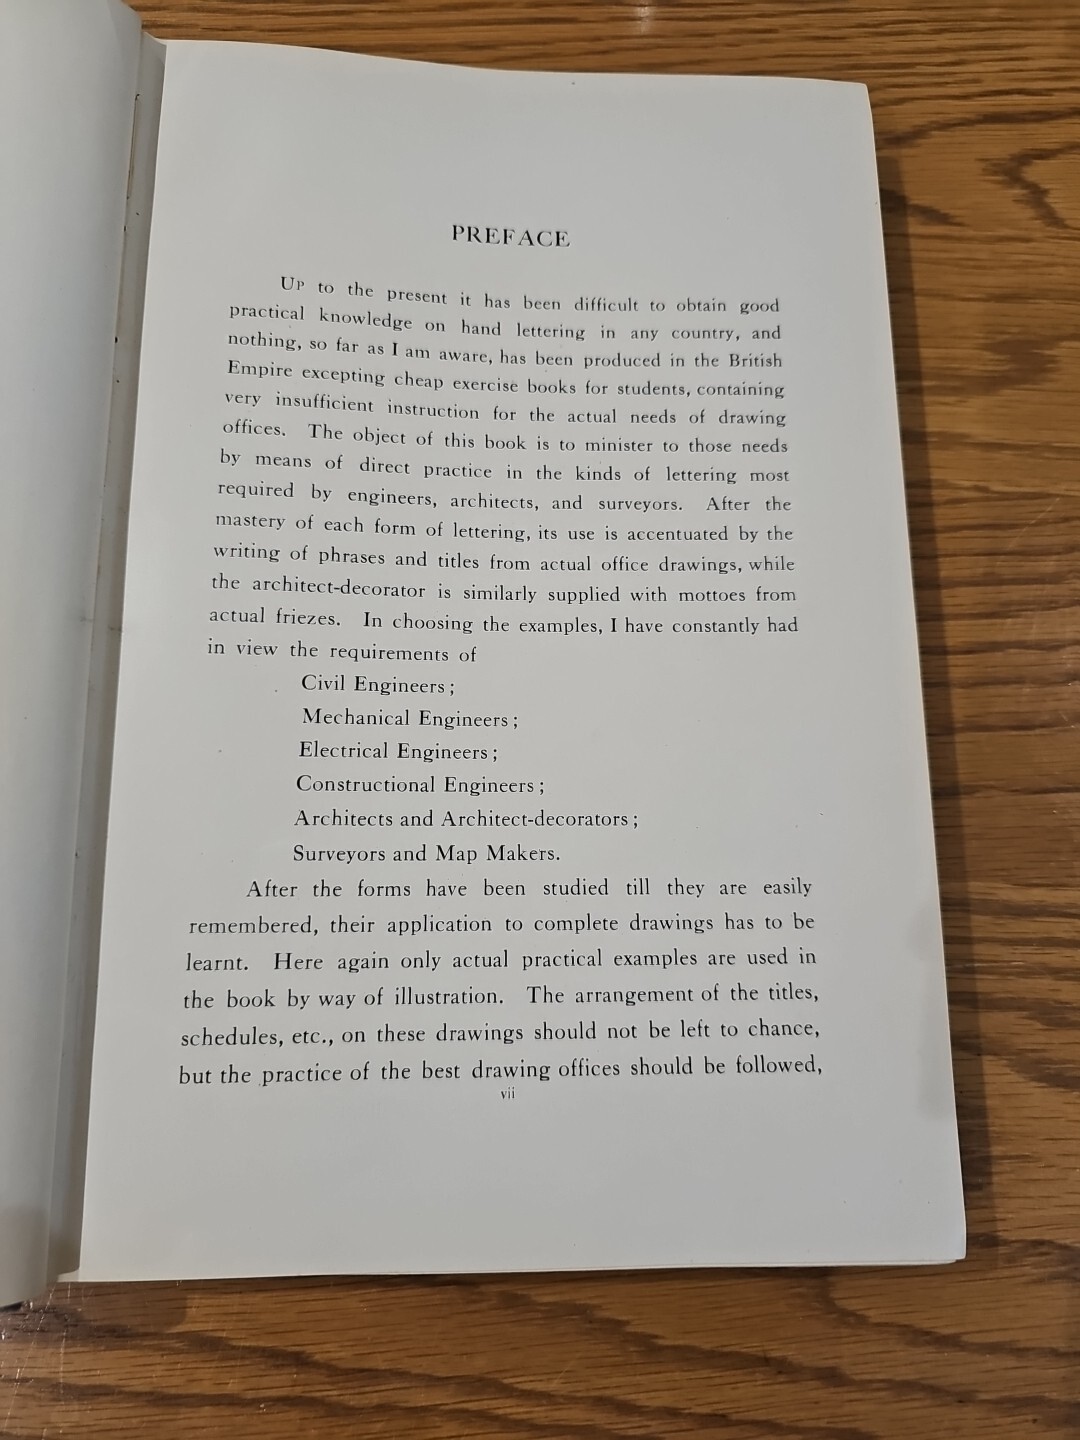 PREFACE
Up to the present it has been difficult to obtain good
practical knowledge on hand lettering in any country, and
nothing, so far as I am aware, has been produced in the British
Empire excepting cheap exercise books for students, containing
very insufficient instruction for the actual needs of drawing
offices. The object of this book is to minister to those needs
by means of direct practice in the kinds of lettering most
required by engineers, architects, and surveyors. After the
mastery of each form of lettering, its use is accentuated by the
writing of phrases and titles from actual office drawings, while
the architect-decorator is similarly supplied with mottoes from
actual friezes. In choosing the examples, I have constantly had
in view the requirements of
Civil Engineers;
Mechanical Engineers;
Electrical Engineers;
Constructional Engineers;
Architects and Architect-decorators;
Surveyors and Map Makers.
After the forms have been studied till they are easily
remembered, their application to complete drawings has to be
learnt. Here again only actual practical examples are used in
the book by way of illustration. The arrangement of the titles,
schedules, etc., on these drawings should not be left to chance,
but the practice of the best drawing offices should be followed,
vii